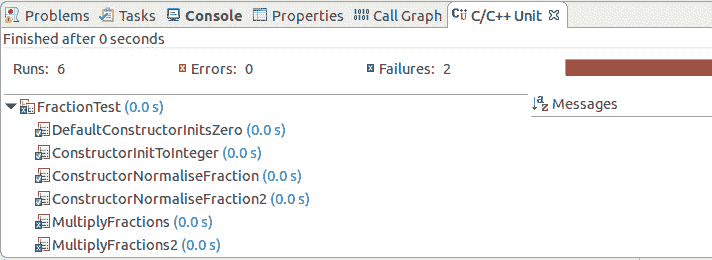 Problems Tasks Console Properties Call Graph C/C++ Unit
Finished after 0 seconds
Runs: 6 Errors: 0 Failures: 2
FractionTest (0.0 s)
Messages
DefaultConstructorInitsZero (0.0 s)
ConstructorInitToInteger (0.0 s)
ConstructorNormaliseFraction (0.0 s)
ConstructorNormaliseFraction2 (0.0 s)
MultiplyFractions (0.0 s)
MultiplyFractions2 (0.0 s)